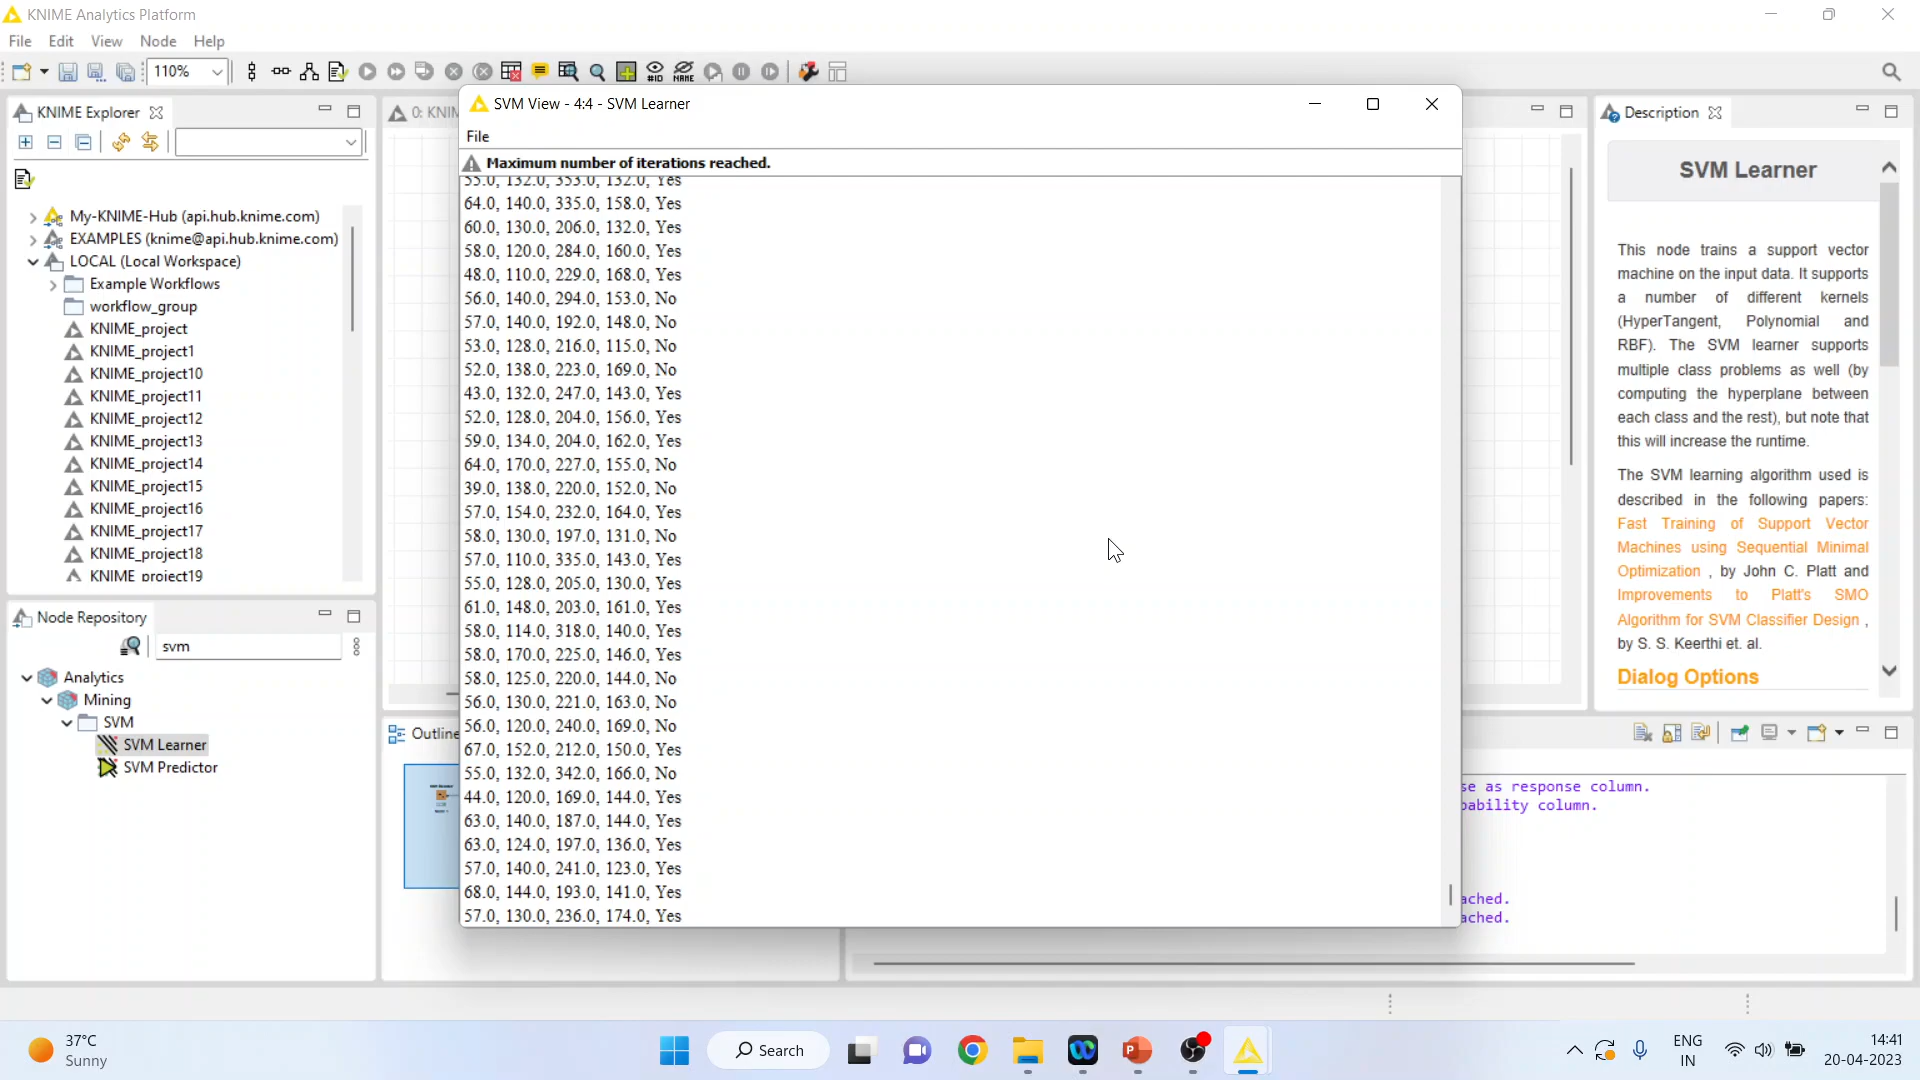 KNIME Analytics Platform
File Edit View Node Help
110%
#ID NAME
KNIME Explorer
My-KNIME-Hub (api.hub.knime.com)
EXAMPLES (knime@api.hub.knime.com)
LOCAL (Local Workspace)
Example Workflows
workflow_group
KNIME_project
KNIME_project1
KNIME_project10
KNIME_project11
KNIME_project12
KNIME_project13
KNIME_project14
KNIME_project15
KNIME_project16
KNIME_project17
KNIME_project18
KNIME_project19
Node Repository
svm
Analytics
Mining
SVM
SVM Learner
SVM Predictor
0: KNIM
Outline
SVM View - 4:4 - SVM Learner
File
Maximum number of iterations reached.
55.0, 132.0, 353.0, 132.0, Yes
64.0, 140.0, 335.0, 158.0, Yes
60.0, 130.0, 206.0, 132.0, Yes
58.0, 120.0, 284.0, 160.0, Yes
48.0, 110.0, 229.0, 168.0, Yes
56.0, 140.0, 294.0, 153.0, No
57.0, 140.0, 192.0, 148.0, No
53.0, 128.0, 216.0, 115.0, No
52.0, 138.0, 223.0, 169.0, No
43.0, 132.0, 247.0, 143.0, Yes
52.0, 128.0, 204.0, 156.0, Yes
59.0, 134.0, 204.0, 162.0, Yes
64.0, 170.0, 227.0, 155.0, No
39.0, 138.0, 220.0, 152.0, No
57.0, 154.0, 232.0, 164.0, Yes
58.0, 130.0, 197.0, 131.0, No
57.0, 110.0, 335.0, 143.0, Yes
55.0, 128.0, 205.0, 130.0, Yes
61.0, 148.0, 203.0, 161.0, Yes
58.0, 114.0, 318.0, 140.0, Yes
58.0, 170.0, 225.0, 146.0, Yes
58.0, 125.0, 220.0, 144.0, No
56.0, 130.0, 221.0, 163.0, No
56.0, 120.0, 240.0, 169.0, No
67.0, 152.0, 212.0, 150.0, Yes
55.0, 132.0, 342.0, 166.0, No
44.0, 120.0, 169.0, 144.0, Yes
63.0, 140.0, 187.0, 144.0, Yes
63.0, 124.0, 197.0, 136.0, Yes
57.0, 140.0, 241.0, 123.0, Yes
68.0, 144.0, 193.0, 141.0, Yes
57.0, 130.0, 236.0, 174.0, Yes
Description
SVM Learner
This node trains a support vector
machine on the input data. It supports
a number of different kernels
(HyperTangent, Polynomial and
RBF). The SVM learner supports
multiple class problems as well (by
computing the hyperplane between
each class and the rest), but note that
this will increase the runtime.
The SVM learning algorithm used is
described in the following papers:
Fast Training of Support Vector
Machines using Sequential Minimal
Optimization , by John C. Platt and
Improvements to Platt's SMO
Algorithm for SVM Classifier Design ,
by S. S. Keerthi et. al.
Dialog Options
se as response column.
bability column.
ached.
ached.
37°C
Sunny
Search
ENG
IN
14:41
20-04-2023